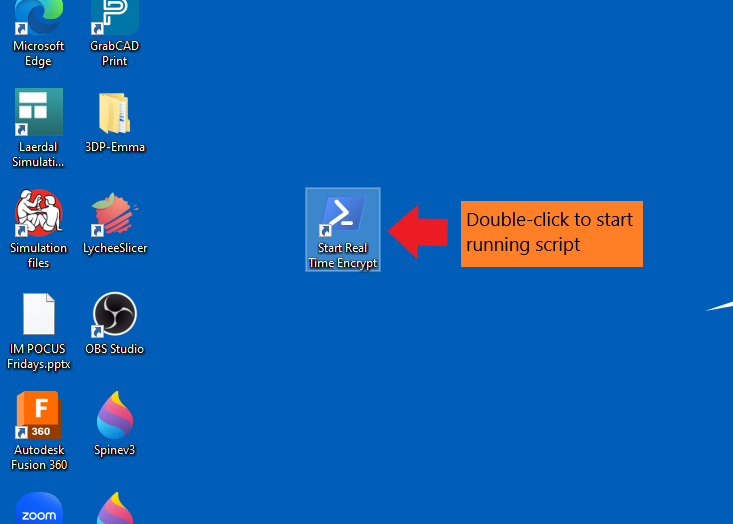 Microsoft
Edge
GrabCAD
Print
Laerdal
Simulati...
3DP-Emma
Simulation
files
LycheeSlicer
Start Real
Time Encrypt
Double-click to start
running script
IM POCUS
Fridays.pptx
OBS Studio
F
360
Autodesk
Fusion 360
Spinev3
zoom